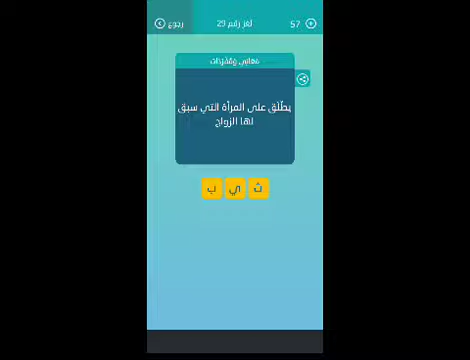 رجوع لغز رقم 29 57
معاني ومفردات
يطلق على المرأة التي سبق
لها الزواج
ث ي ب